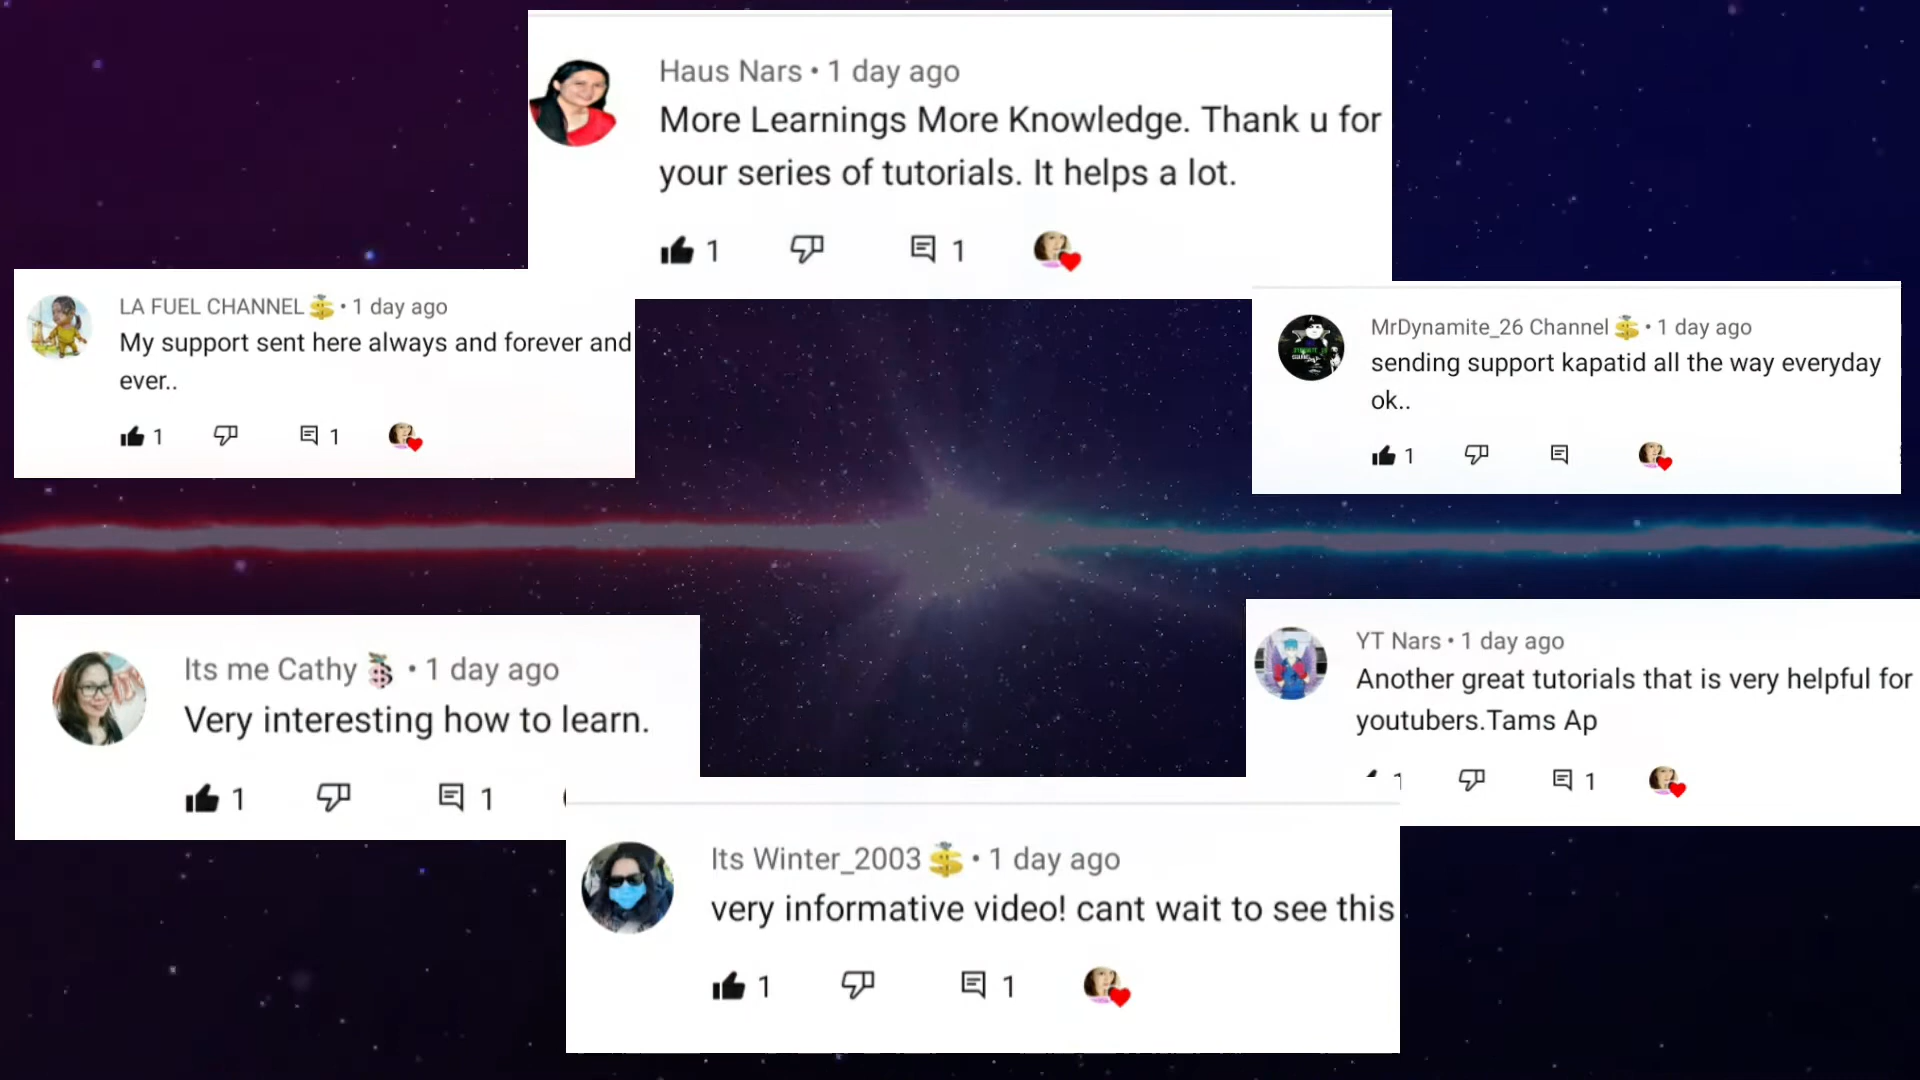 Haus Nars • 1 day ago
More Learnings More Knowledge. Thank u for
your series of tutorials. It helps a lot.
1 1
LA FUEL CHANNEL • 1 day ago
My support sent here always and forever and
ever..
1 1
MrDynamite_26 Channel • 1 day ago
sending support kapatid all the way everyday
ok..
1
Its me Cathy • 1 day ago
Very interesting how to learn.
1 1
YT Nars • 1 day ago
Another great tutorials that is very helpful for
youtubers.Tams Ap
1 1
Its Winter_2003 • 1 day ago
very informative video! cant wait to see this
1 1